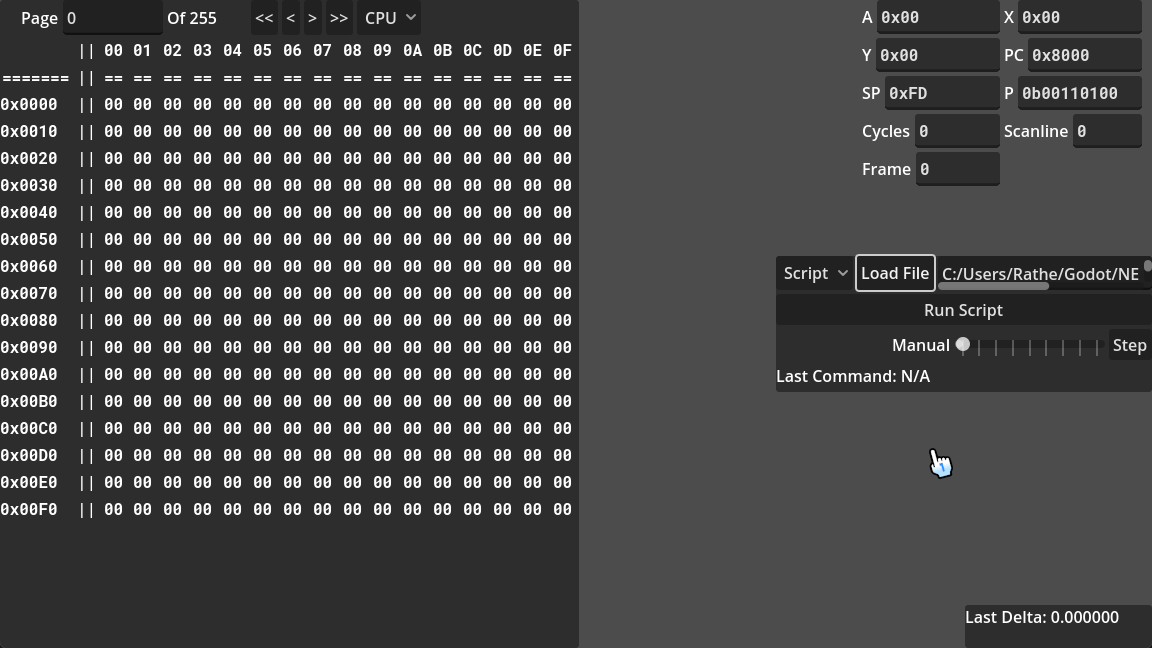 Page 0 Of 255 << < > >> CPU
|| 00 01 02 03 04 05 06 07 08 09 0A 0B 0C 0D 0E 0F
======= || == == == == == == == == == == == == == == == ==
0x0000 || 00 00 00 00 00 00 00 00 00 00 00 00 00 00 00 00
0x0010 || 00 00 00 00 00 00 00 00 00 00 00 00 00 00 00 00
0x0020 || 00 00 00 00 00 00 00 00 00 00 00 00 00 00 00 00
0x0030 || 00 00 00 00 00 00 00 00 00 00 00 00 00 00 00 00
0x0040 || 00 00 00 00 00 00 00 00 00 00 00 00 00 00 00 00
0x0050 || 00 00 00 00 00 00 00 00 00 00 00 00 00 00 00 00
0x0060 || 00 00 00 00 00 00 00 00 00 00 00 00 00 00 00 00
0x0070 || 00 00 00 00 00 00 00 00 00 00 00 00 00 00 00 00
0x0080 || 00 00 00 00 00 00 00 00 00 00 00 00 00 00 00 00
0x0090 || 00 00 00 00 00 00 00 00 00 00 00 00 00 00 00 00
0x00A0 || 00 00 00 00 00 00 00 00 00 00 00 00 00 00 00 00
0x00B0 || 00 00 00 00 00 00 00 00 00 00 00 00 00 00 00 00
0x00C0 || 00 00 00 00 00 00 00 00 00 00 00 00 00 00 00 00
0x00D0 || 00 00 00 00 00 00 00 00 00 00 00 00 00 00 00 00
0x00E0 || 00 00 00 00 00 00 00 00 00 00 00 00 00 00 00 00
0x00F0 || 00 00 00 00 00 00 00 00 00 00 00 00 00 00 00 00
A 0x00 X 0x00
Y 0x00 PC 0x8000
SP 0xFD P 0b00110100
Cycles 0 Scanline 0
Frame 0
Script Load File C:/Users/Rathe/Godot/NE
Run Script
Manual Step
Last Command: N/A
Last Delta: 0.000000